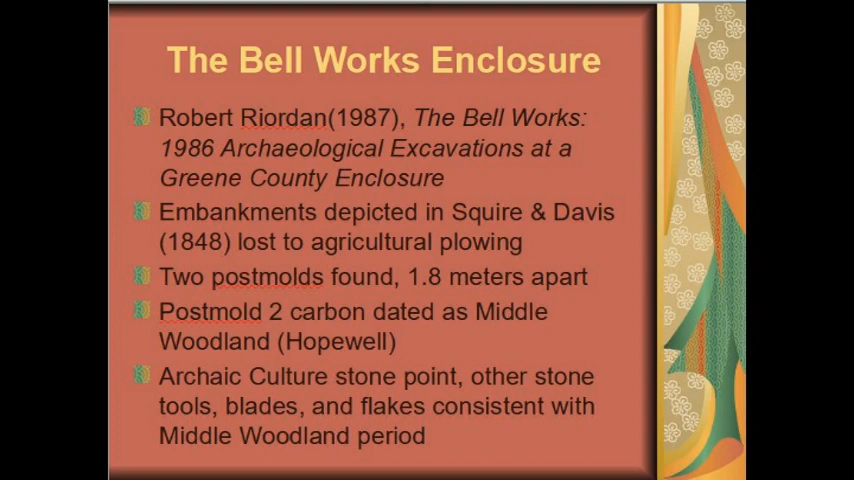 The Bell Works Enclosure
Robert Riordan(1987), The Bell Works:
1986 Archaeological Excavations at a
Greene County Enclosure
Embankments depicted in Squire & Davis
(1848) lost to agricultural plowing
Two postmolds found, 1.8 meters apart
Postmold 2 carbon dated as Middle
Woodland (Hopewell)
Archaic Culture stone point, other stone
tools, blades, and flakes consistent with
Middle Woodland period